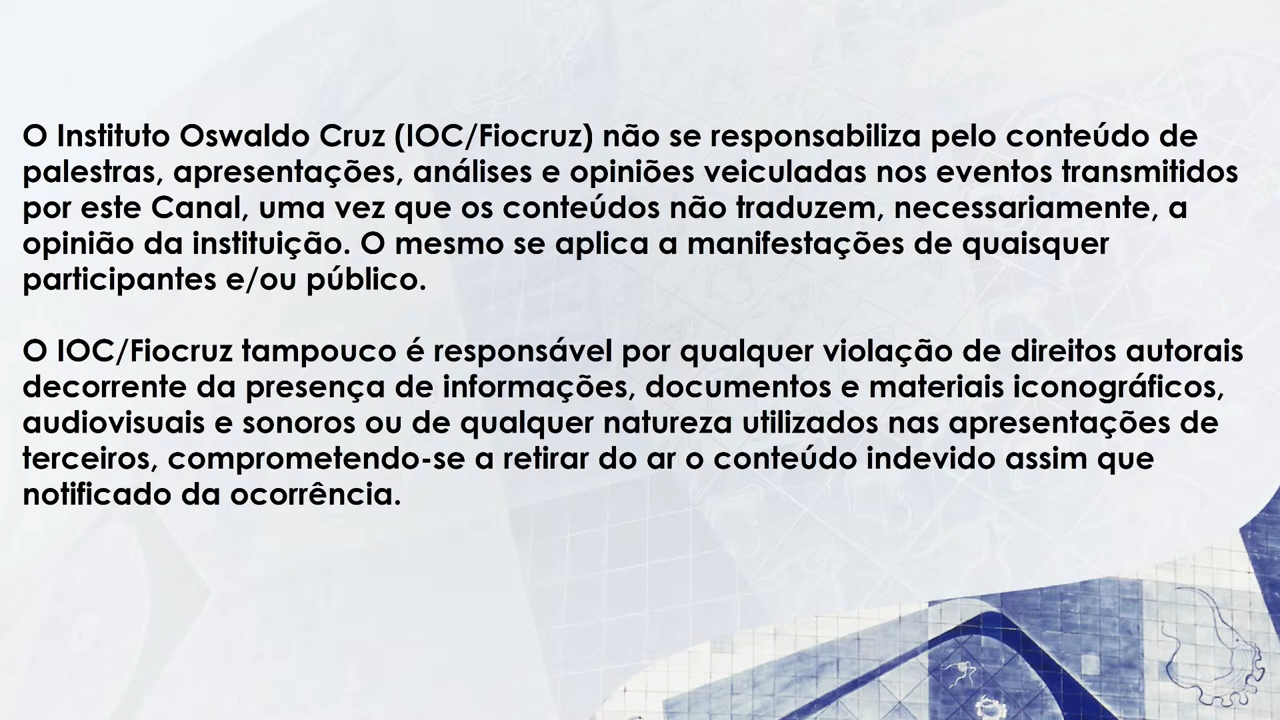 O Instituto Oswaldo Cruz (IOC/Fiocruz) não se responsabiliza pelo conteúdo de
palestras, apresentações, análises e opiniões veiculadas nos eventos transmitidos
por este Canal, uma vez que os conteúdos não traduzem, necessariamente, a
opinião da instituição. O mesmo se aplica a manifestações de quaisquer
participantes e/ou público.
O IOC/Fiocruz tampouco é responsável por qualquer violação de direitos autorais
decorrente da presença de informações, documentos e materiais iconográficos,
audiovisuais e sonoros ou de qualquer natureza utilizados nas apresentações de
terceiros, comprometendo-se a retirar do ar o conteúdo indevido assim que
notificado da ocorrência.